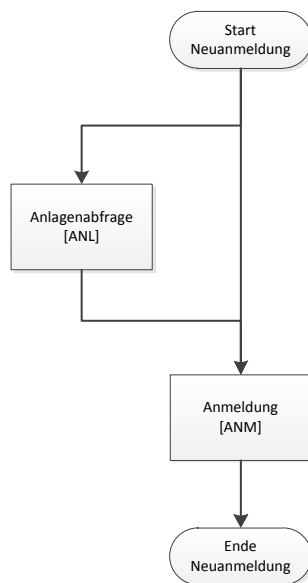 Start
Neuanmeldung
Anlagenabfrage
[ANL]
Anmeldung
[ANM]
Ende
Neuanmeldung